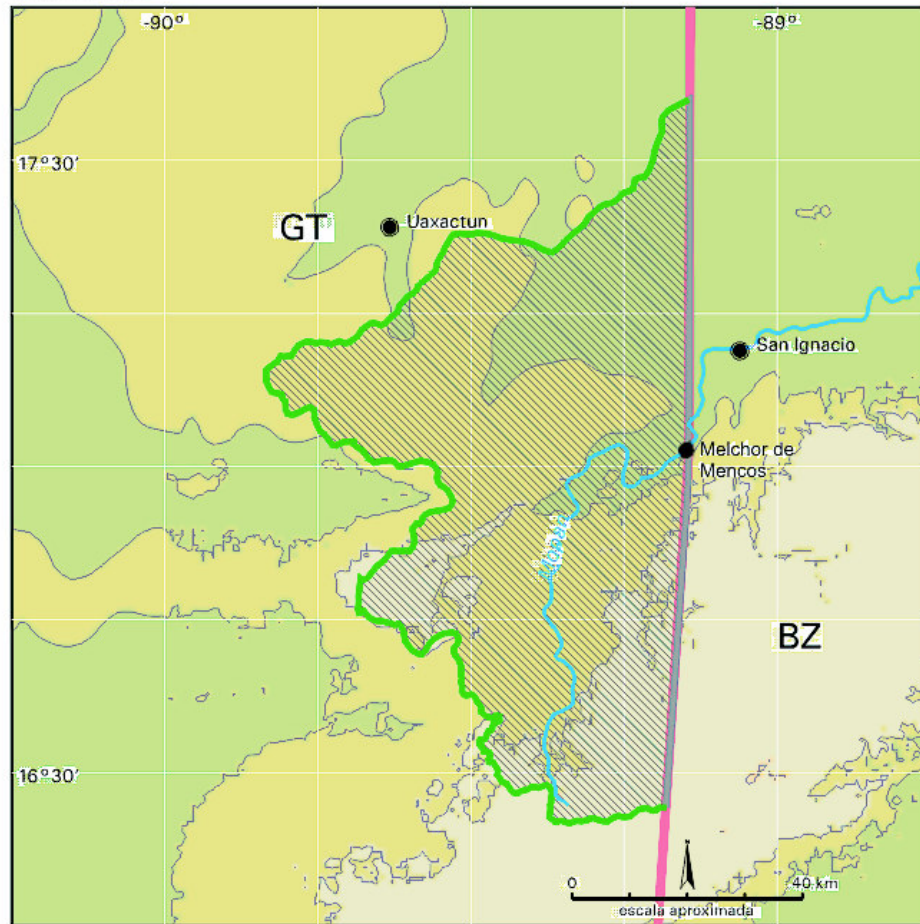 -90°
-89°
17°30'
GT
Uaxactun
San Ignacio
Melchor de
Mencos
BZ
16°30'
N
0
40 km
escala aproximada